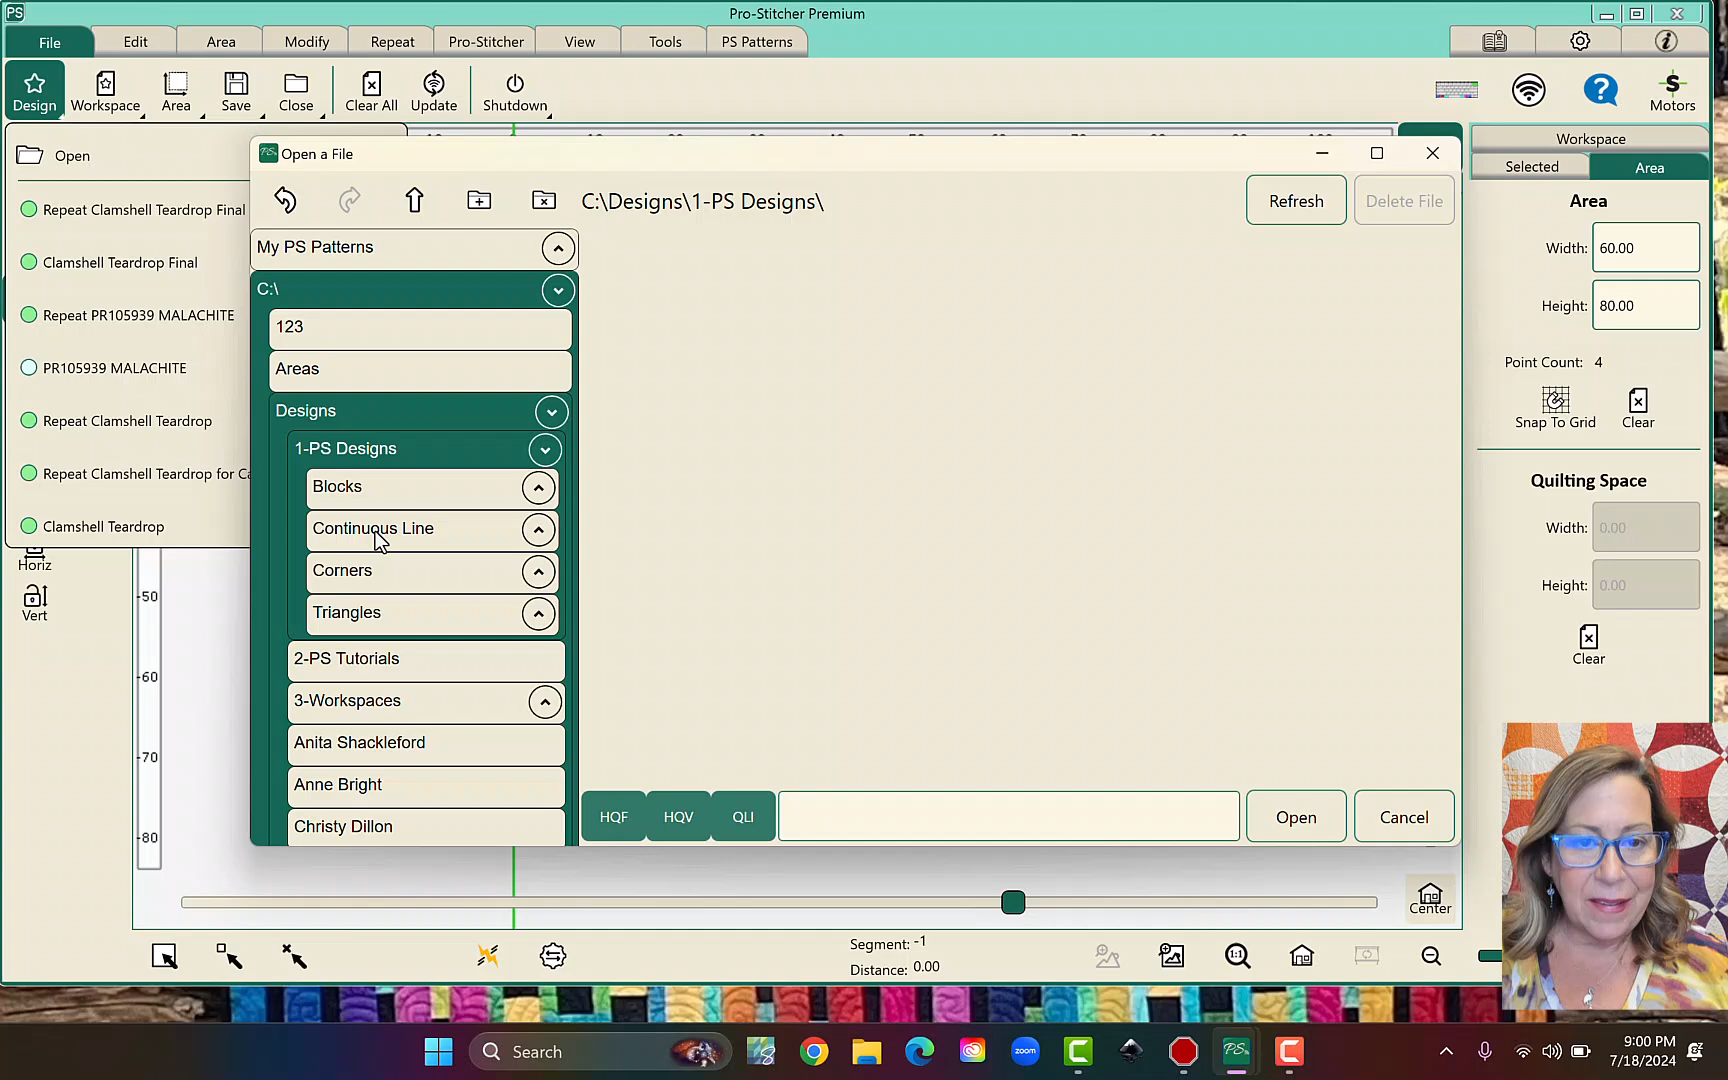 PS
Pro-Stitcher Premium
File
Edit
Area
Modify
Repeat
Pro-Stitcher
View
Tools
PS Patterns
Design
Workspace
Area
Save
Close
Clear All
Update
Shutdown
Motors
Open
Repeat Clamshell Teardrop Final
Clamshell Teardrop Final
Repeat PR105939 MALACHITE
PR105939 MALACHITE
Repeat Clamshell Teardrop
Repeat Clamshell Teardrop for Ca
Clamshell Teardrop
Horiz
Vert
-50
-60
-70
-80
Open a File
C:\Designs\1-PS Designs\
Refresh
Delete File
My PS Patterns
C:\
123
Areas
Designs
1-PS Designs
Blocks
Continuous Line
Corners
Triangles
2-PS Tutorials
3-Workspaces
Anita Shackleford
Anne Bright
Christy Dillon
HQF
HQV
QLI
Open
Cancel
Workspace
Selected
Area
Area
Width: 60.00
Height: 80.00
Point Count: 4
Snap To Grid
Clear
Quilting Space
Width: 0.00
Height: 0.00
Clear
Center
Segment: -1
Distance: 0.00
1:1
Search
zoom
PS
9:00 PM
7/18/2024